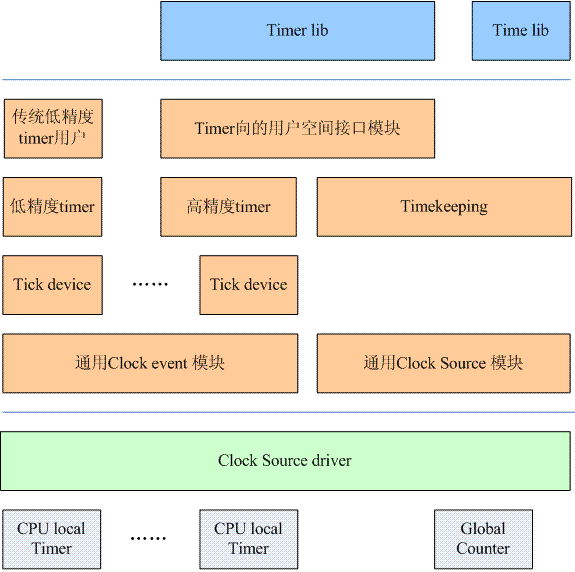 Timer lib
Time lib
传统低精度
timer用户
Timer向的用户空间接口模块
低精度timer
高精度timer
Timekeeping
Tick device
……
Tick device
通用Clock event 模块
通用Clock Source 模块
Clock Source driver
CPU local
Timer
……
CPU local
Timer
Global
Counter